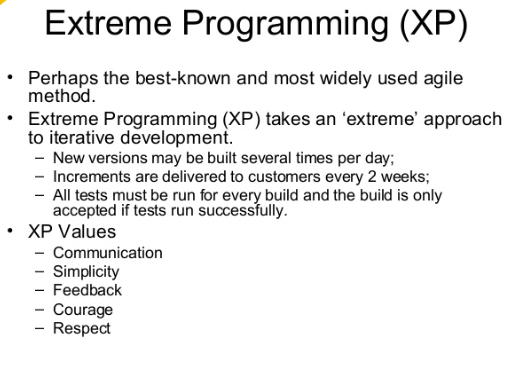 Extreme Programming (XP)
• Perhaps the best-known and most widely used agile
method.
• Extreme Programming (XP) takes an ‘extreme’ approach
to iterative development.
– New versions may be built several times per day;
– Increments are delivered to customers every 2 weeks;
– All tests must be run for every build and the build is only
accepted if tests run successfully.
• XP Values
– Communication
– Simplicity
– Feedback
– Courage
– Respect